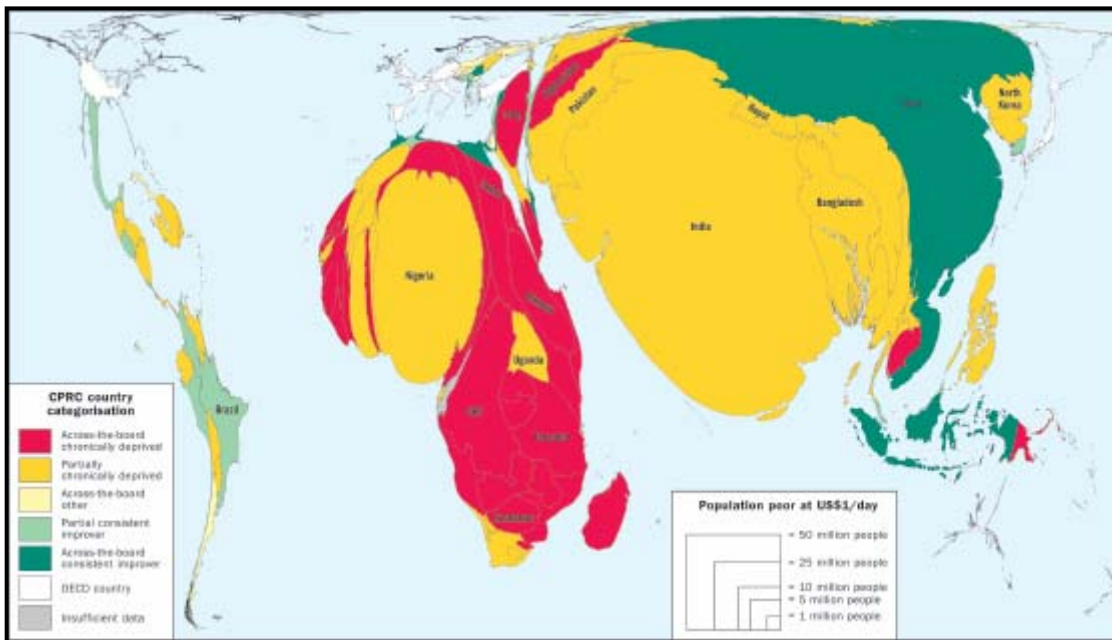 North
Korea
Pakistan
Nepal
Bangladesh
India
Nigeria
Uganda
Brazil
CPRC country
categorisation
Across-the-board
chronically deprived
Partially
chronically deprived
Across-the-board
other
Partial consistent
improver
Across-the-board
consistent improver
OECD country
Insufficient data
Population poor at US$1/day
= 50 million people
= 25 million people
= 10 million people
= 5 million people
= 1 million people